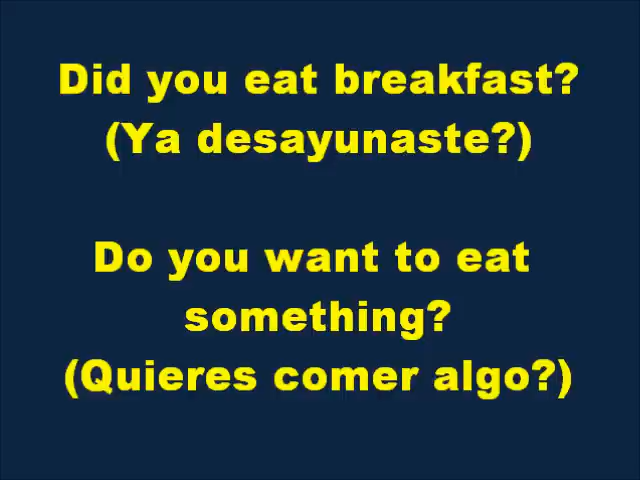 Did you eat breakfast?
(Ya desayunaste?)
Do you want to eat
something?
(Quieres comer algo?)